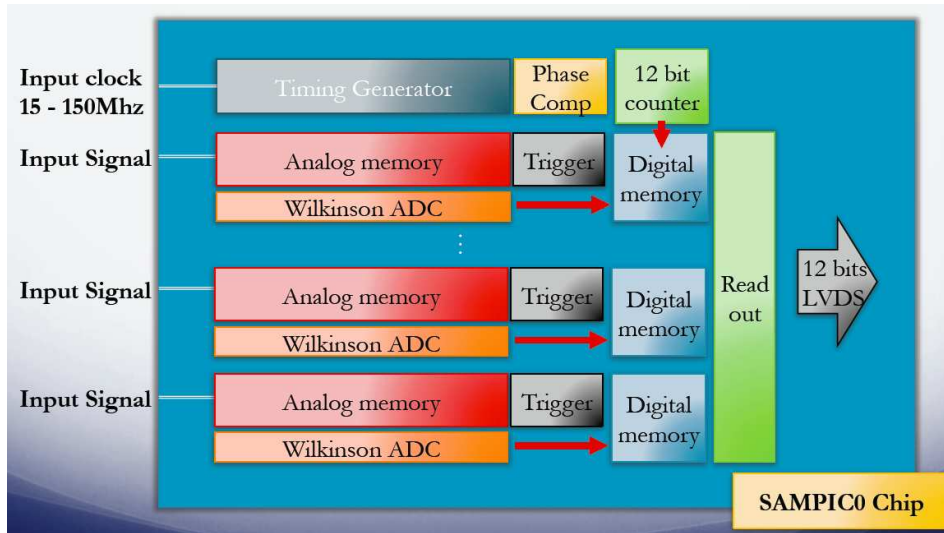 Input clock
15 - 150Mhz
Timing Generator
Phase
Comp
12 bit
counter
Input Signal
Analog memory
Trigger
Digital
memory
Wilkinson ADC
...
Input Signal
Analog memory
Trigger
Digital
memory
Wilkinson ADC
Read
out
12 bits
LVDS
Input Signal
Analog memory
Trigger
Digital
memory
Wilkinson ADC
SAMPIC0 Chip